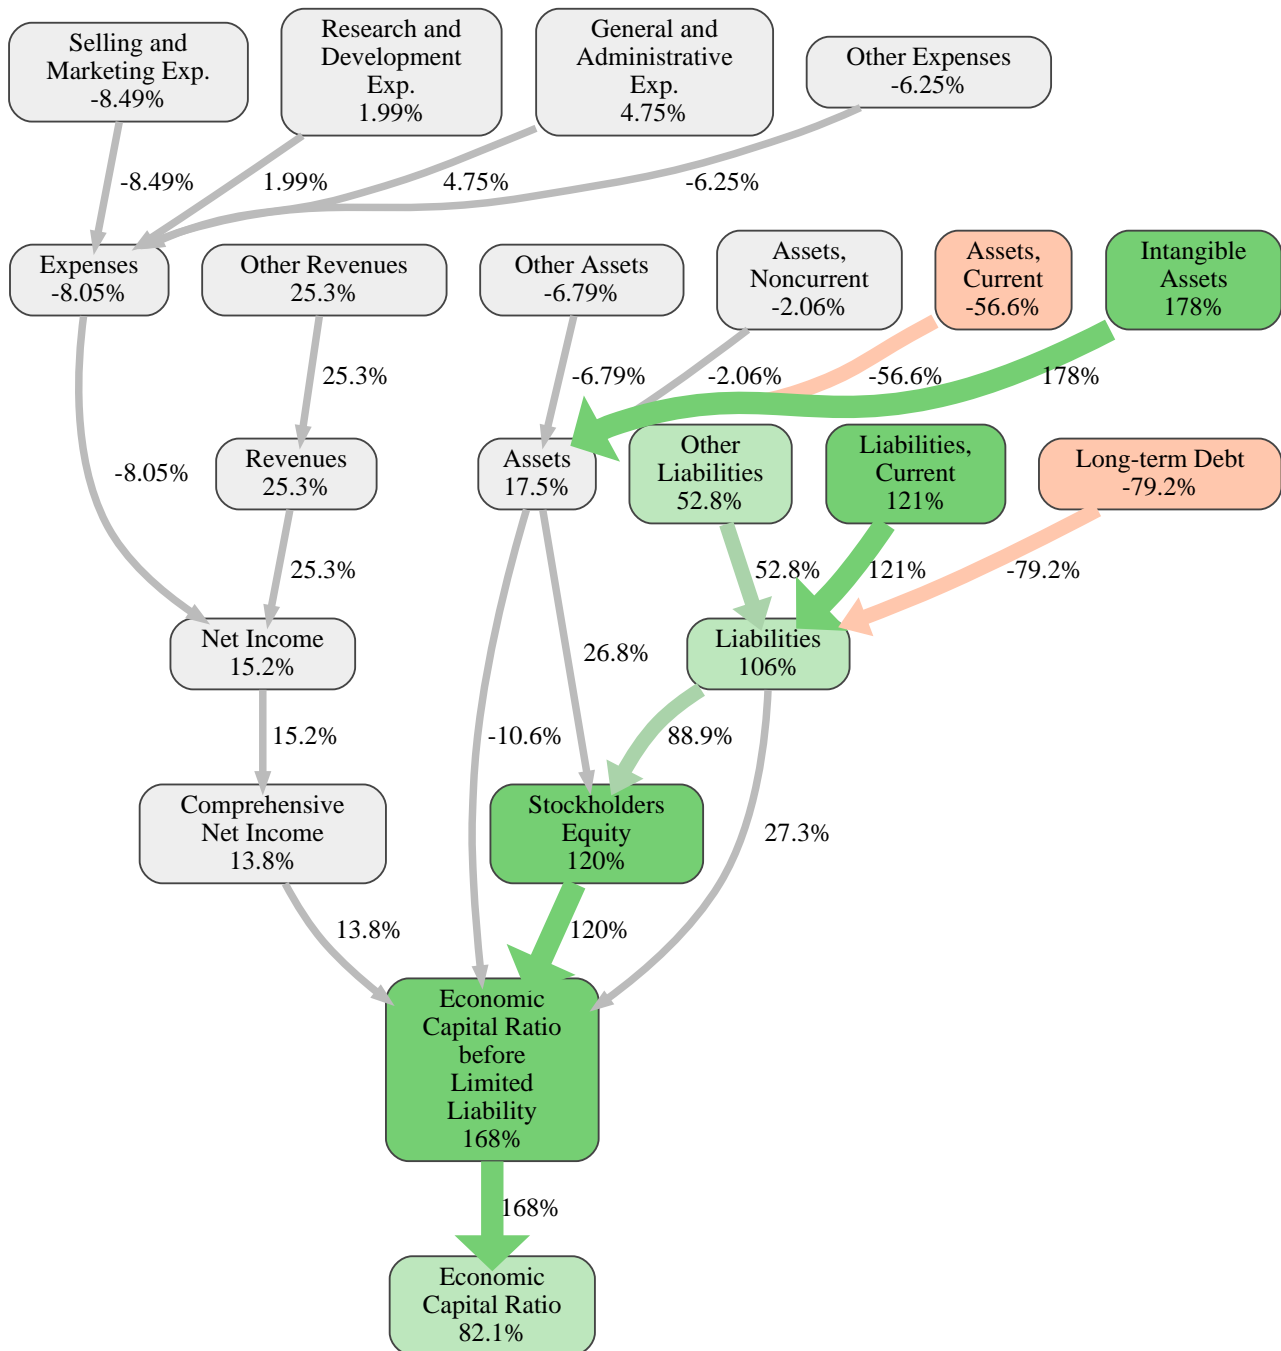 Selling and
Marketing Exp.
-8.49%
Research and
Development
Exp.
1.99%
General and
Administrative
Exp.
4.75%
Other Expenses
-6.25%
-8.49%
1.99%
4.75%
-6.25%
Expenses
-8.05%
Other Revenues
25.3%
Other Assets
-6.79%
Assets,
Noncurrent
-2.06%
Assets,
Current
-56.6%
Intangible
Assets
178%
25.3%
-6.79%
-2.06%
-56.6%
178%
-8.05%
Revenues
25.3%
Assets
17.5%
Other
Liabilities
52.8%
Liabilities,
Current
121%
Long-term Debt
-79.2%
25.3%
52.8%
121%
-79.2%
Net Income
15.2%
26.8%
Liabilities
106%
15.2%
-10.6%
88.9%
Comprehensive
Net Income
13.8%
Stockholders
Equity
120%
27.3%
13.8%
120%
Economic
Capital Ratio
before
Limited
Liability
168%
168%
Economic
Capital Ratio
82.1%